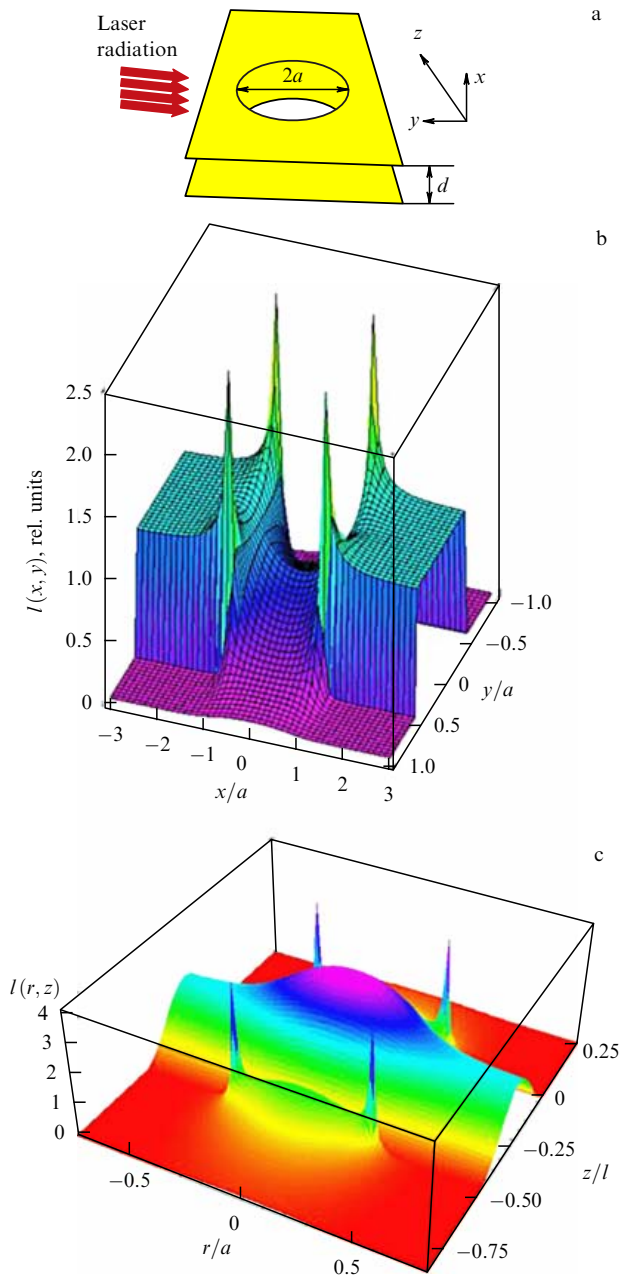 a
Laser
radiation
2a
z
x
y
d
b
2.5
2.0
1.5
1.0
0.5
0
l(x, y), rel. units
−3
−2
−1
0
1
2
3
x/a
−1.0
−0.5
0
0.5
1.0
y/a
c
l(r, z)
4
3
2
1
0
−0.5
0
0.5
r/a
0.25
0
−0.25
−0.50
−0.75
z/l